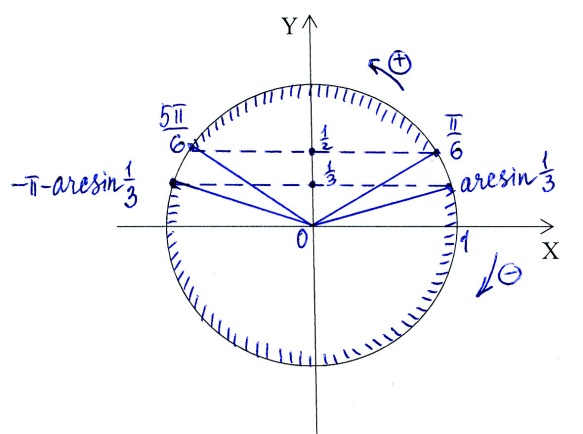 Y
+
5π/6
1/2
π/6
1/3
-π-arcsin 1/3
arcsin 1/3
0
1
X
−